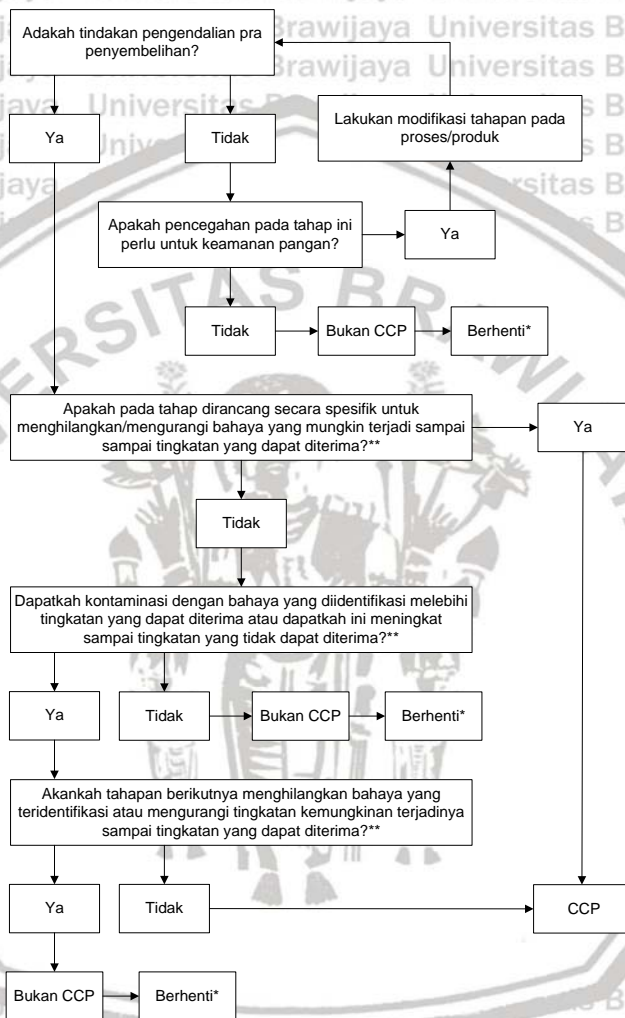 Adakah tindakan pengendalian pra
penyembelihan?
Ya
Tidak
Lakukan modifikasi tahapan pada
proses/produk
Apakah pencegahan pada tahap ini
perlu untuk keamanan pangan?
Ya
Tidak
Bukan CCP
Berhenti*
Apakah pada tahap dirancang secara spesifik untuk
menghilangkan/mengurangi bahaya yang mungkin terjadi sampai
sampai tingkatan yang dapat diterima?**
Ya
Tidak
Dapatkah kontaminasi dengan bahaya yang diidentifikasi melebihi
tingkatan yang dapat diterima atau dapatkah ini meningkat
sampai tingkatan yang tidak dapat diterima?**
Ya
Tidak
Bukan CCP
Berhenti*
Akankah tahapan berikutnya menghilangkan bahaya yang
teridentifikasi atau mengurangi tingkatan kemungkinan terjadinya
sampai tingkatan yang dapat diterima?**
Ya
Tidak
CCP
Bukan CCP
Berhenti*